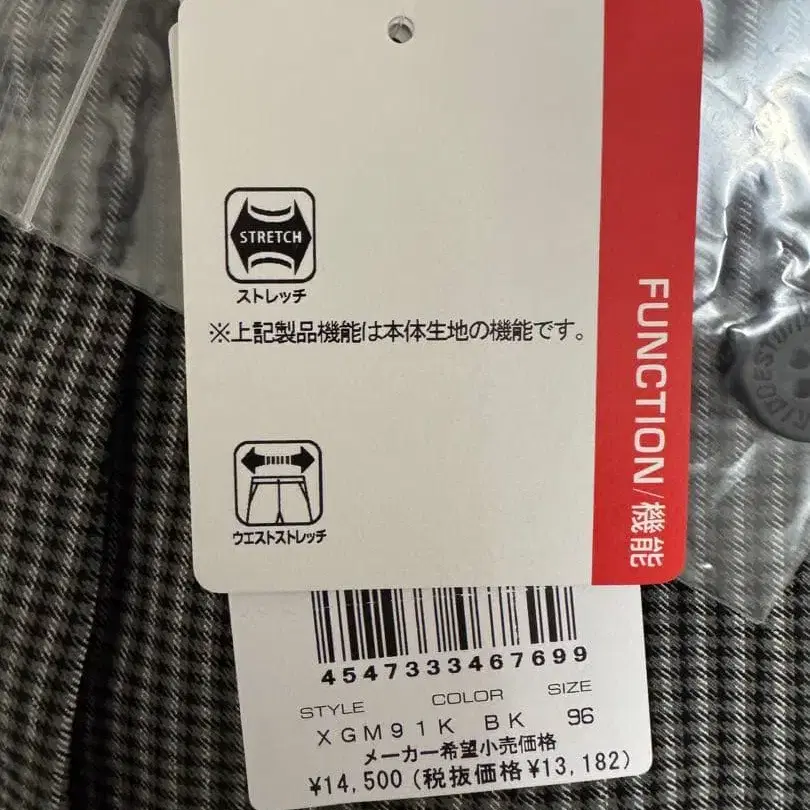 STRETCH
ストレッチ
※上記製品機能は本体生地の機能です。
ウエストストレッチ
FUNCTION/機能
4547333467699
STYLE COLOR SIZE
XGM91K BK 96
メーカー希望小売価格
¥14,500(税抜価格¥13,182)